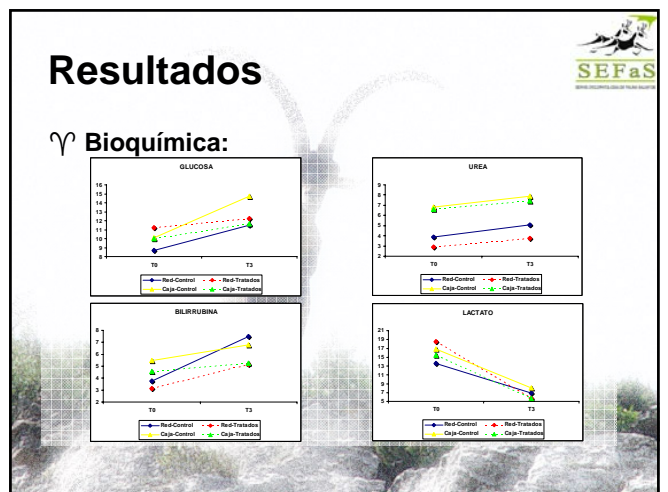 Resultados
SEFaS
♈ Bioquímica:
GLUCOSA
16
15
14
13
12
11
10
9
8
T0 T3
Red-Control Red-Tratados
Caja-Control Caja-Tratados
UREA
9
8
7
6
5
4
3
2
T0 T3
Red-Control Red-Tratados
Caja-Control Caja-Tratados
BILIRRUBINA
8
7
6
5
4
3
2
T0 T3
Red-Control Red-Tratados
Caja-Control Caja-Tratados
LACTATO
21
19
17
15
13
11
9
7
5
T0 T3
Red-Control Red-Tratados
Caja-Control Caja-Tratados